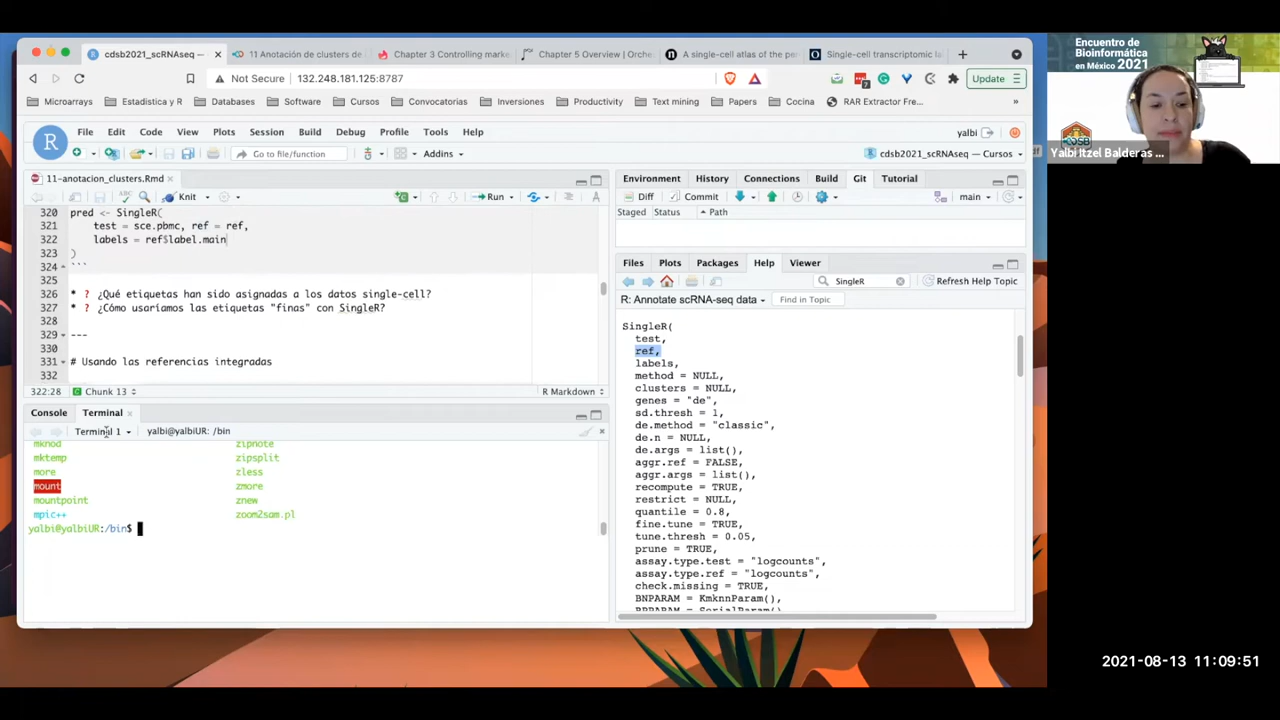 cdsb2021_scRNAseq —
11 Anotación de clusters de
Chapter 3 Controlling marke
Chapter 5 Overview | Orche
A single-cell atlas of the per
Single-cell transcriptomic
Not Secure
132.248.181.125:8787
Update
Microarrays
Estadística y R
Databases
Software
Cursos
Convocatorias
Inversiones
Productivity
Text mining
Papers
Cocina
RAR Extractor Fre...
»
R
File Edit Code View Plots Session Build Debug Profile Tools Help
yalbi
Go to file/function
Addins
cdsb2021_scRNAseq — Cursos
11-anotacion_clusters.Rmd
Knit
Run
320 pred <- SingleR(
321 test = sce.pbmc, ref = ref,
322 labels = ref$label.main
323 )
324 ```
325
326 * ? ¿Qué etiquetas han sido asignadas a los datos single-cell?
327 * ? ¿Cómo usaríamos las etiquetas "finas" con SingleR?
328
329 ---
330
331 # Usando las referencias integradas
332
322:28
Chunk 13
R Markdown
Console Terminal
Terminal 1
yalbi@yalbiUR: /bin
mknod zipnote
mktemp zipsplit
more zless
mount zmore
mountpoint znew
mpic++ zoom2sam.pl
yalbi@yalbiUR:/bin$
Environment History Connections Build Git Tutorial
Diff
Commit
main
Staged Status Path
Files Plots Packages Help Viewer
SingleR
Refresh Help Topic
R: Annotate scRNA-seq data
Find in Topic
SingleR(
test,
ref,
labels,
method = NULL,
clusters = NULL,
genes = "de",
sd.thresh = 1,
de.method = "classic",
de.n = NULL,
de.args = list(),
aggr.ref = FALSE,
aggr.args = list(),
recompute = TRUE,
restrict = NULL,
quantile = 0.8,
fine.tune = TRUE,
tune.thresh = 0.05,
prune = TRUE,
assay.type.test = "logcounts",
assay.type.ref = "logcounts",
check.missing = TRUE,
BNPARAM = KmknnParam(),
BPPARAM = SerialParam()
Encuentro de
Bioinformática
en México 2021
Yalbi Itzel Balderas ...
2021-08-13 11:09:51